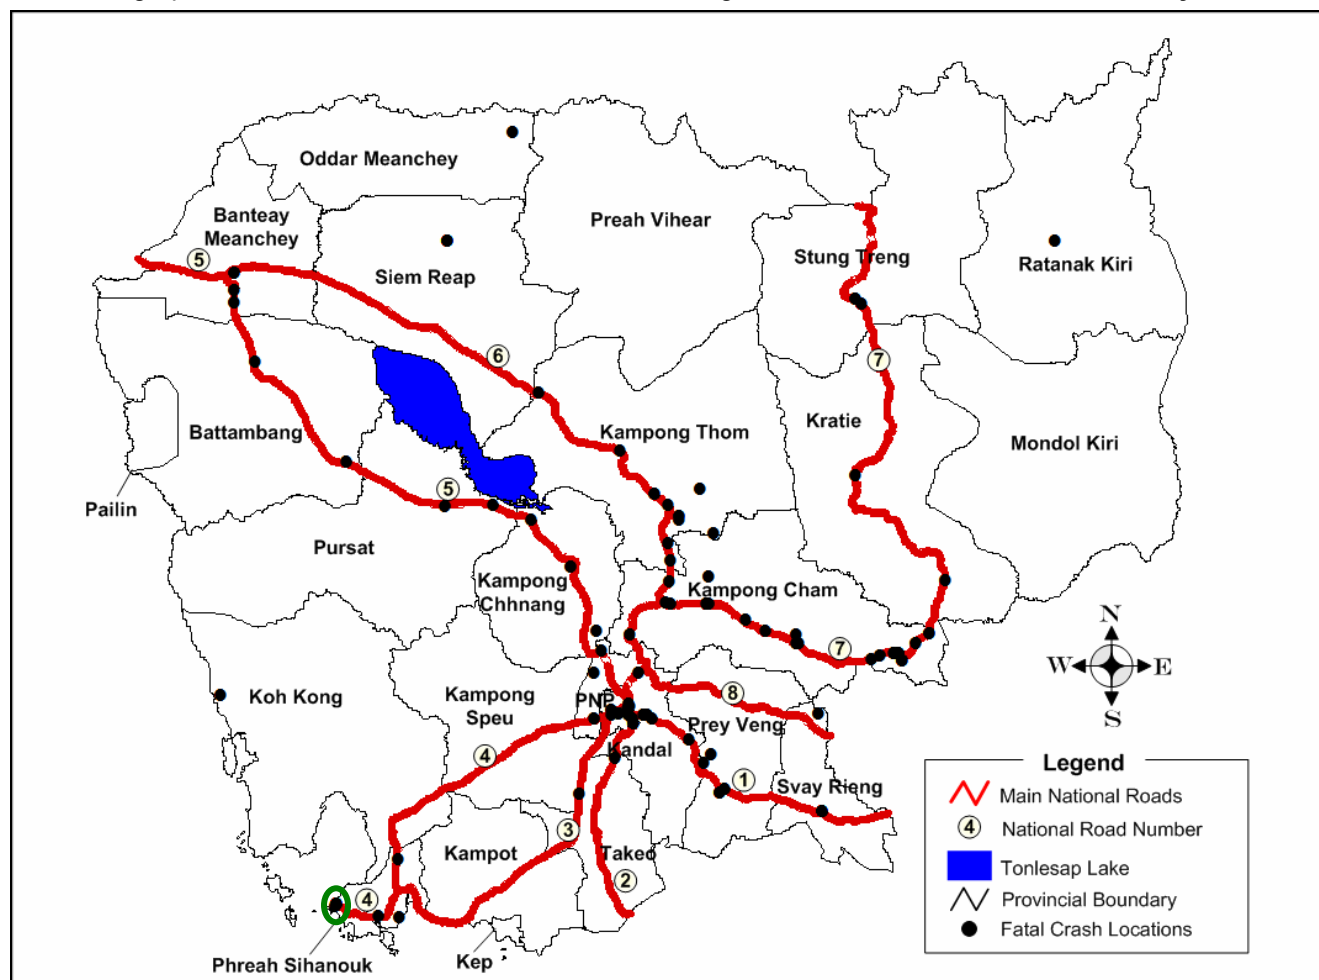 Oddar Meanchey
Banteay
Meanchey
Preah Vihear
Stung Treng
Ratanak Kiri
5
Siem Reap
6
7
Battambang
Kampong Thom
Kratie
Mondol Kiri
5
Pailin
Pursat
Kampong
Chhnang
Kampong Cham
7
N
W
E
S
Koh Kong
Kampong
Speu
PNP
8
Prey Veng
4
Kandal
1
Svay Rieng
3
Kampot
Takeo
2
4
Phreah Sihanouk
Kep
Legend
Main National Roads
4 National Road Number
Tonlesap Lake
Provincial Boundary
Fatal Crash Locations